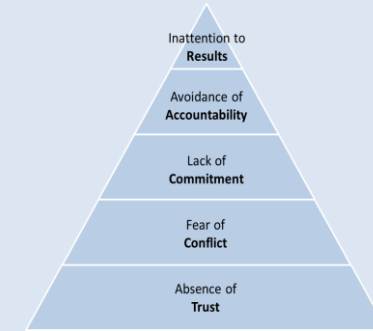 Inattention to
Results
Avoidance of
Accountability
Lack of
Commitment
Fear of
Conflict
Absence of
Trust